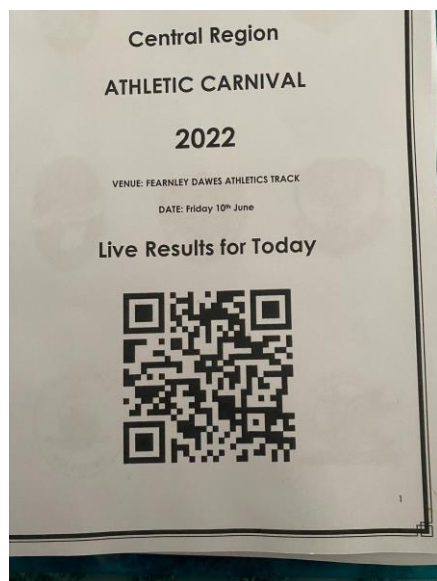 Central Region
ATHLETIC CARNIVAL
2022
VENUE: FEARNLEY DAWES ATHLETICS TRACK
DATE: Friday 10th June
Live Results for Today
1